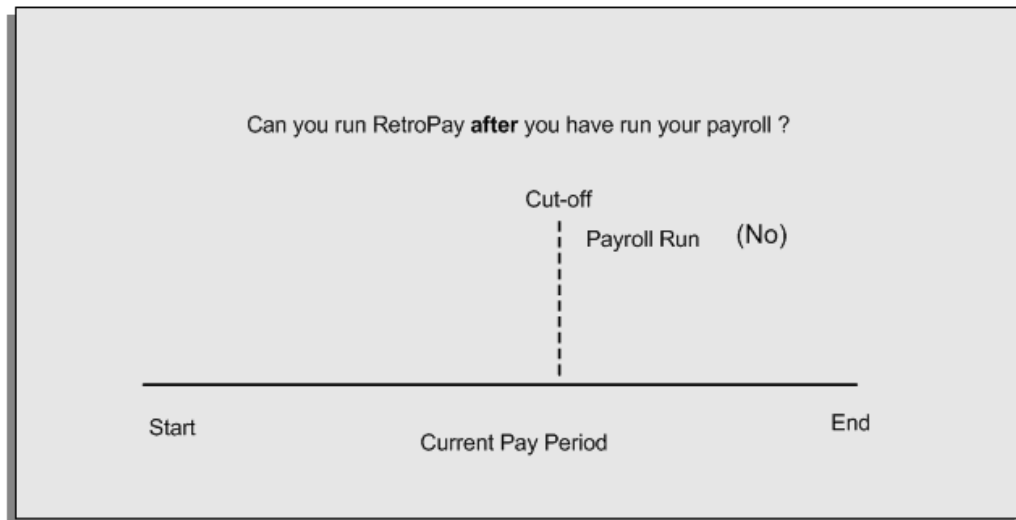 Can you run RetroPay after you have run your payroll ?
Cut-off
Payroll Run (No)
Start
End
Current Pay Period